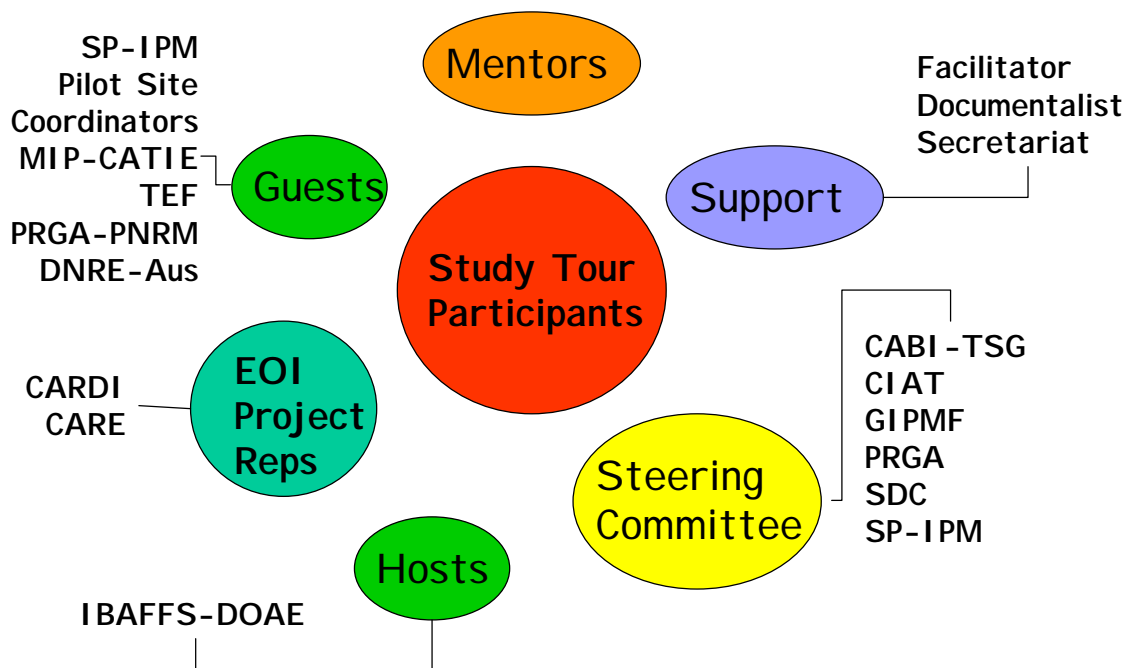 SP-IPM
Pilot Site
Coordinators
MIP-CATIE
TEF
PRGA-PNRM
DNRE-Aus
Guests
Mentors
Facilitator
Documentalist
Secretariat
Support
Study Tour
Participants
CARDI
CARE
EOI
Project
Reps
CABI-TSG
CIAT
GIPMF
PRGA
SDC
SP-IPM
Steering
Committee
Hosts
IBAFFS-DOAE